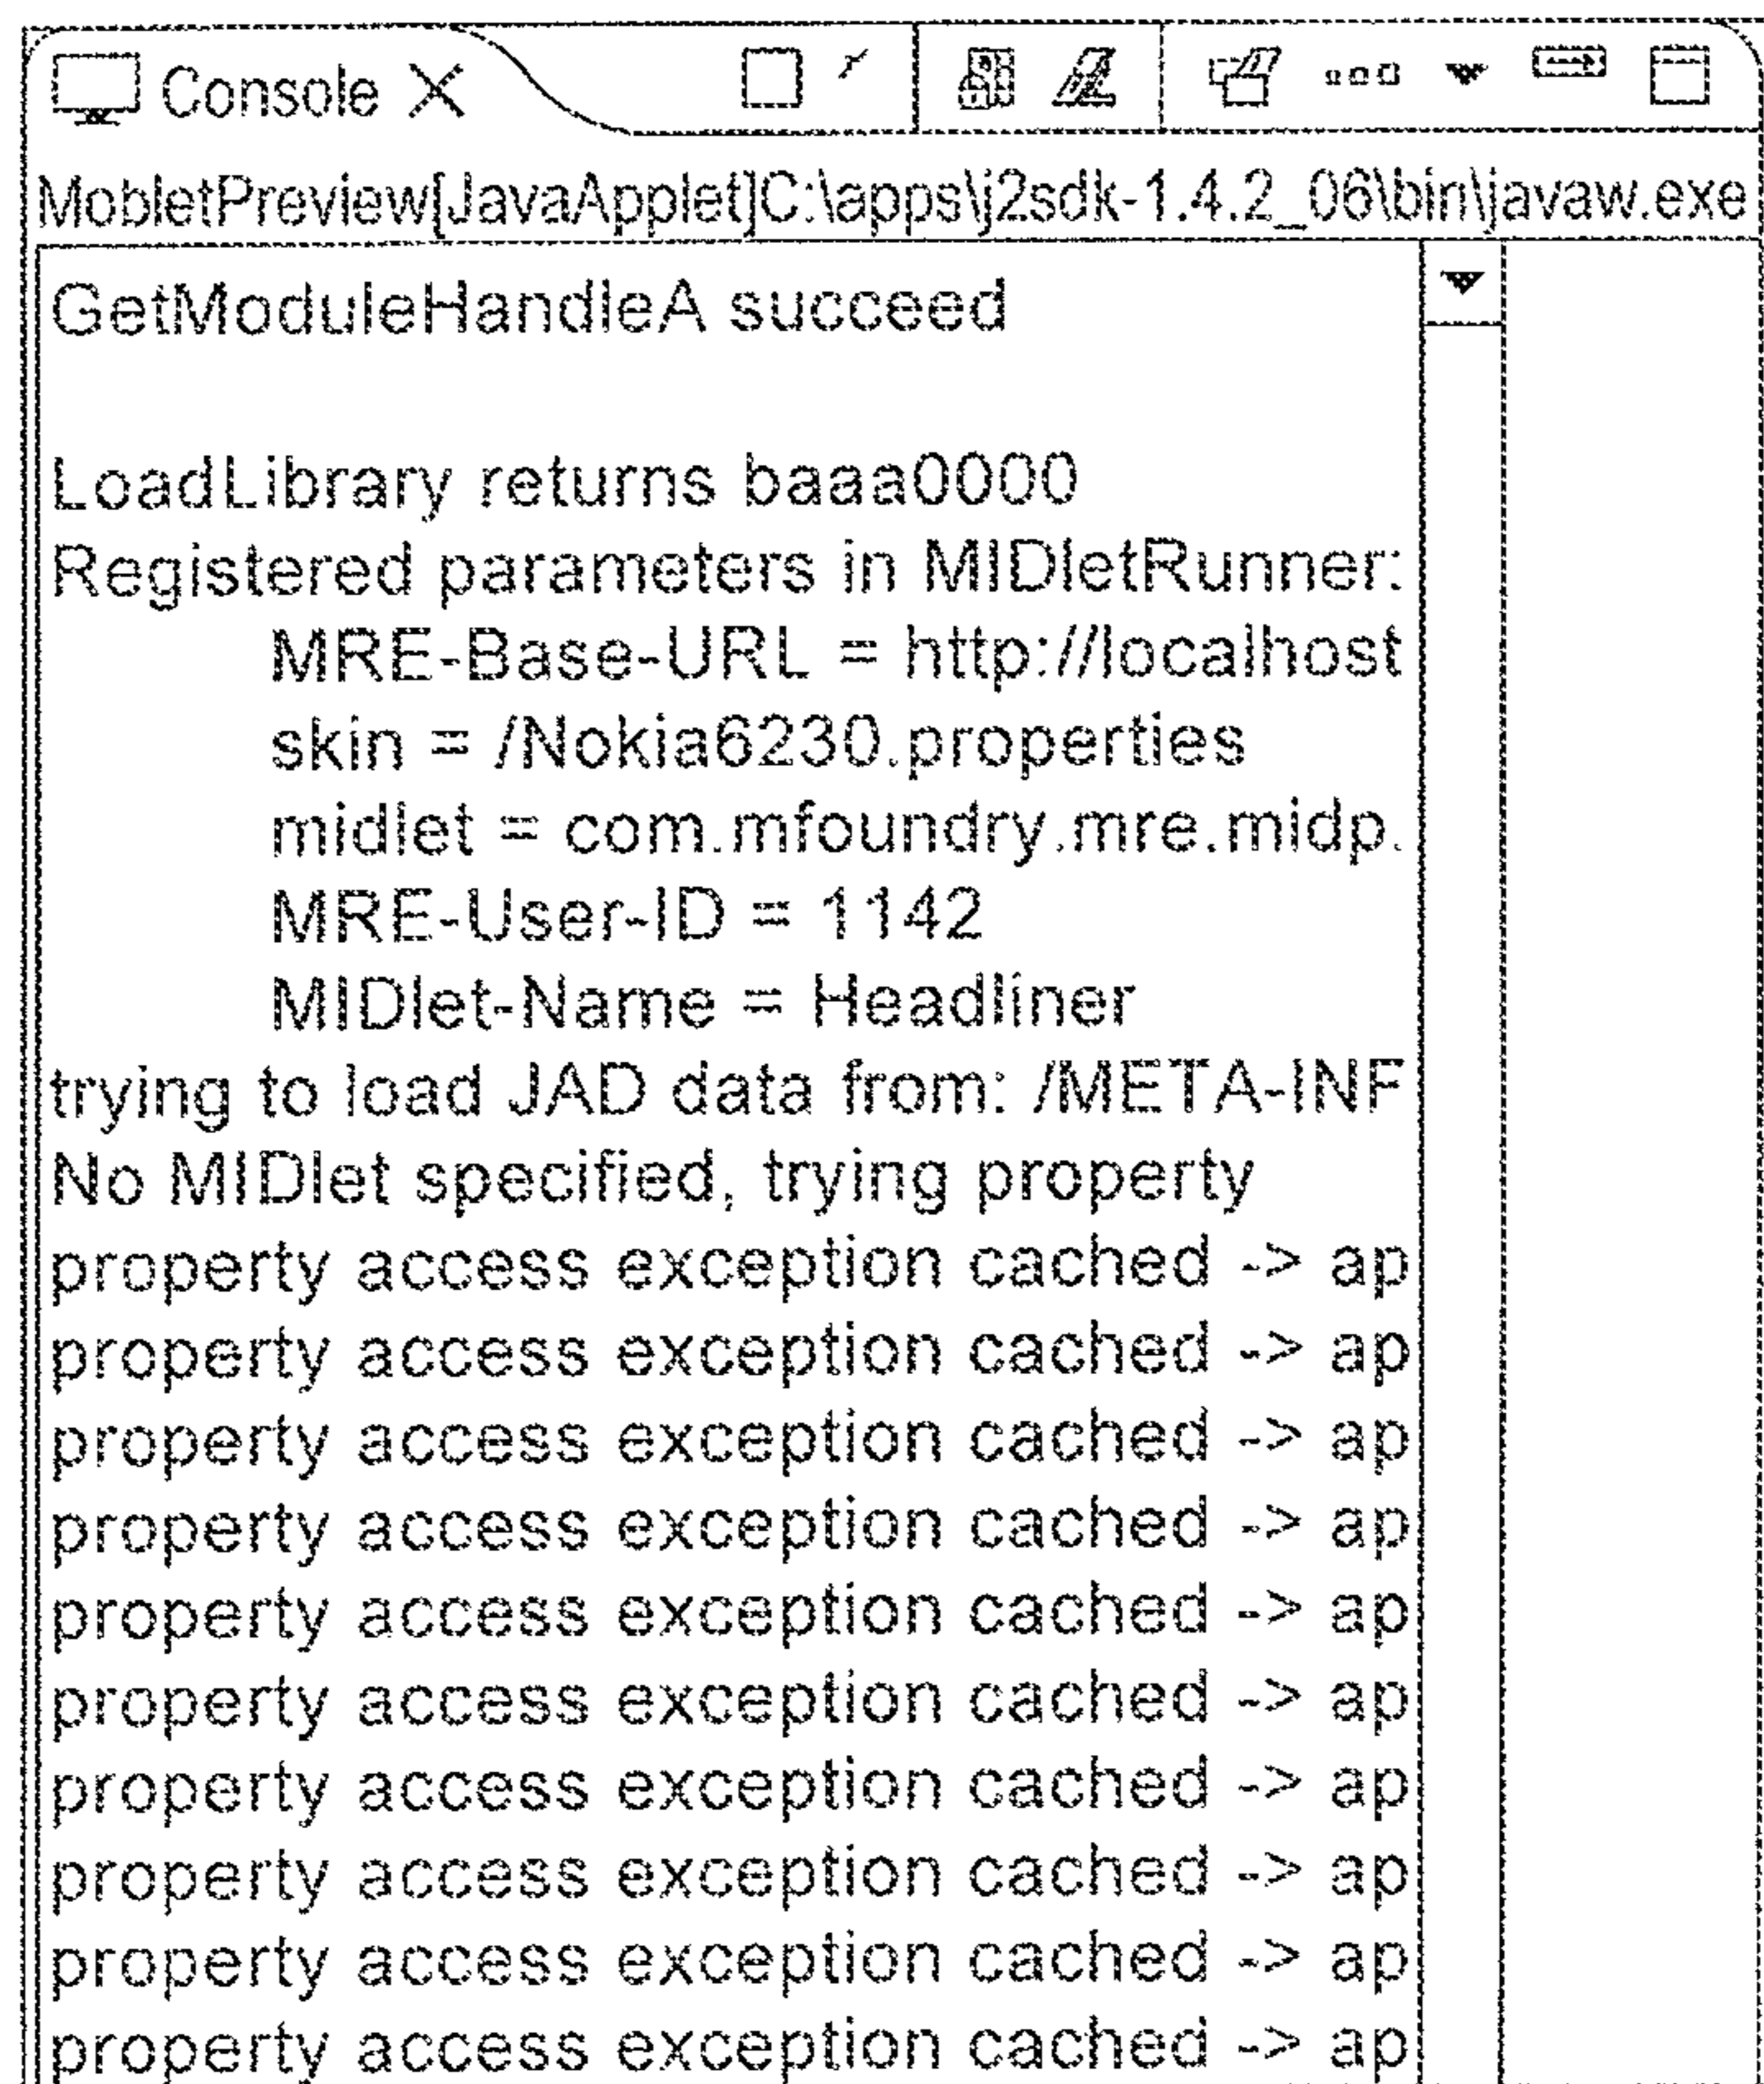 Console
MobletPreview[JavaApplet]C:\apps\j2sdk-1.4.2_06\bin\javaw.exe
GetModuleHandleA succeed
LoadLibrary returns baaa0000
Registered parameters in MIDletRunner:
MRE-Base-URL = http://localhost
skin = /Nokia6230.properties
midlet = com.mfoundry.mre.midp.
MRE-User-ID = 1142
MIDlet-Name = Headliner
trying to load JAD data from: /META-INF
No MIDlet specified, trying property
property access exception cached -> ap
property access exception cached -> ap
property access exception cached -> ap
property access exception cached -> ap
property access exception cached -> ap
property access exception cached -> ap
property access exception cached -> ap
property access exception cached -> ap
property access exception cached -> ap
property access exception cached -> ap